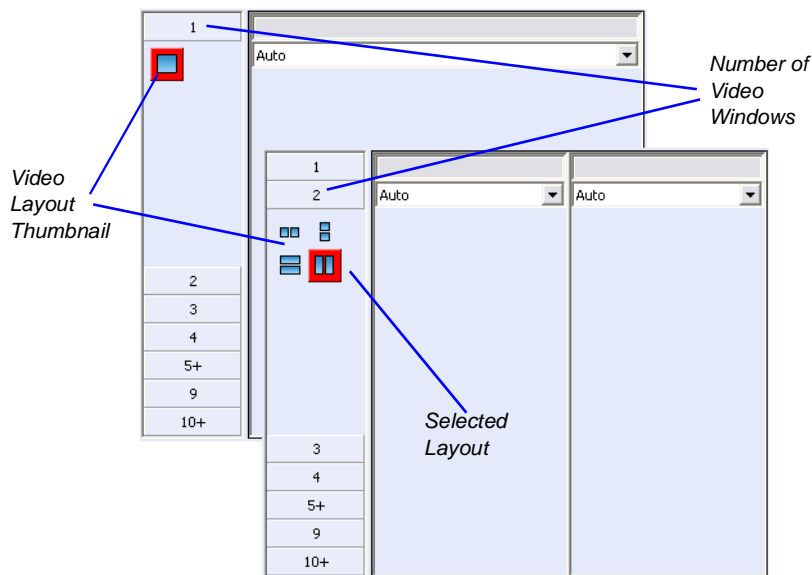 1
Auto
Number of
Video
Windows
1
2
Auto
Auto
Video
Layout
Thumbnail
2
3
4
5+
9
10+
Selected
Layout
3
4
5+
9
10+